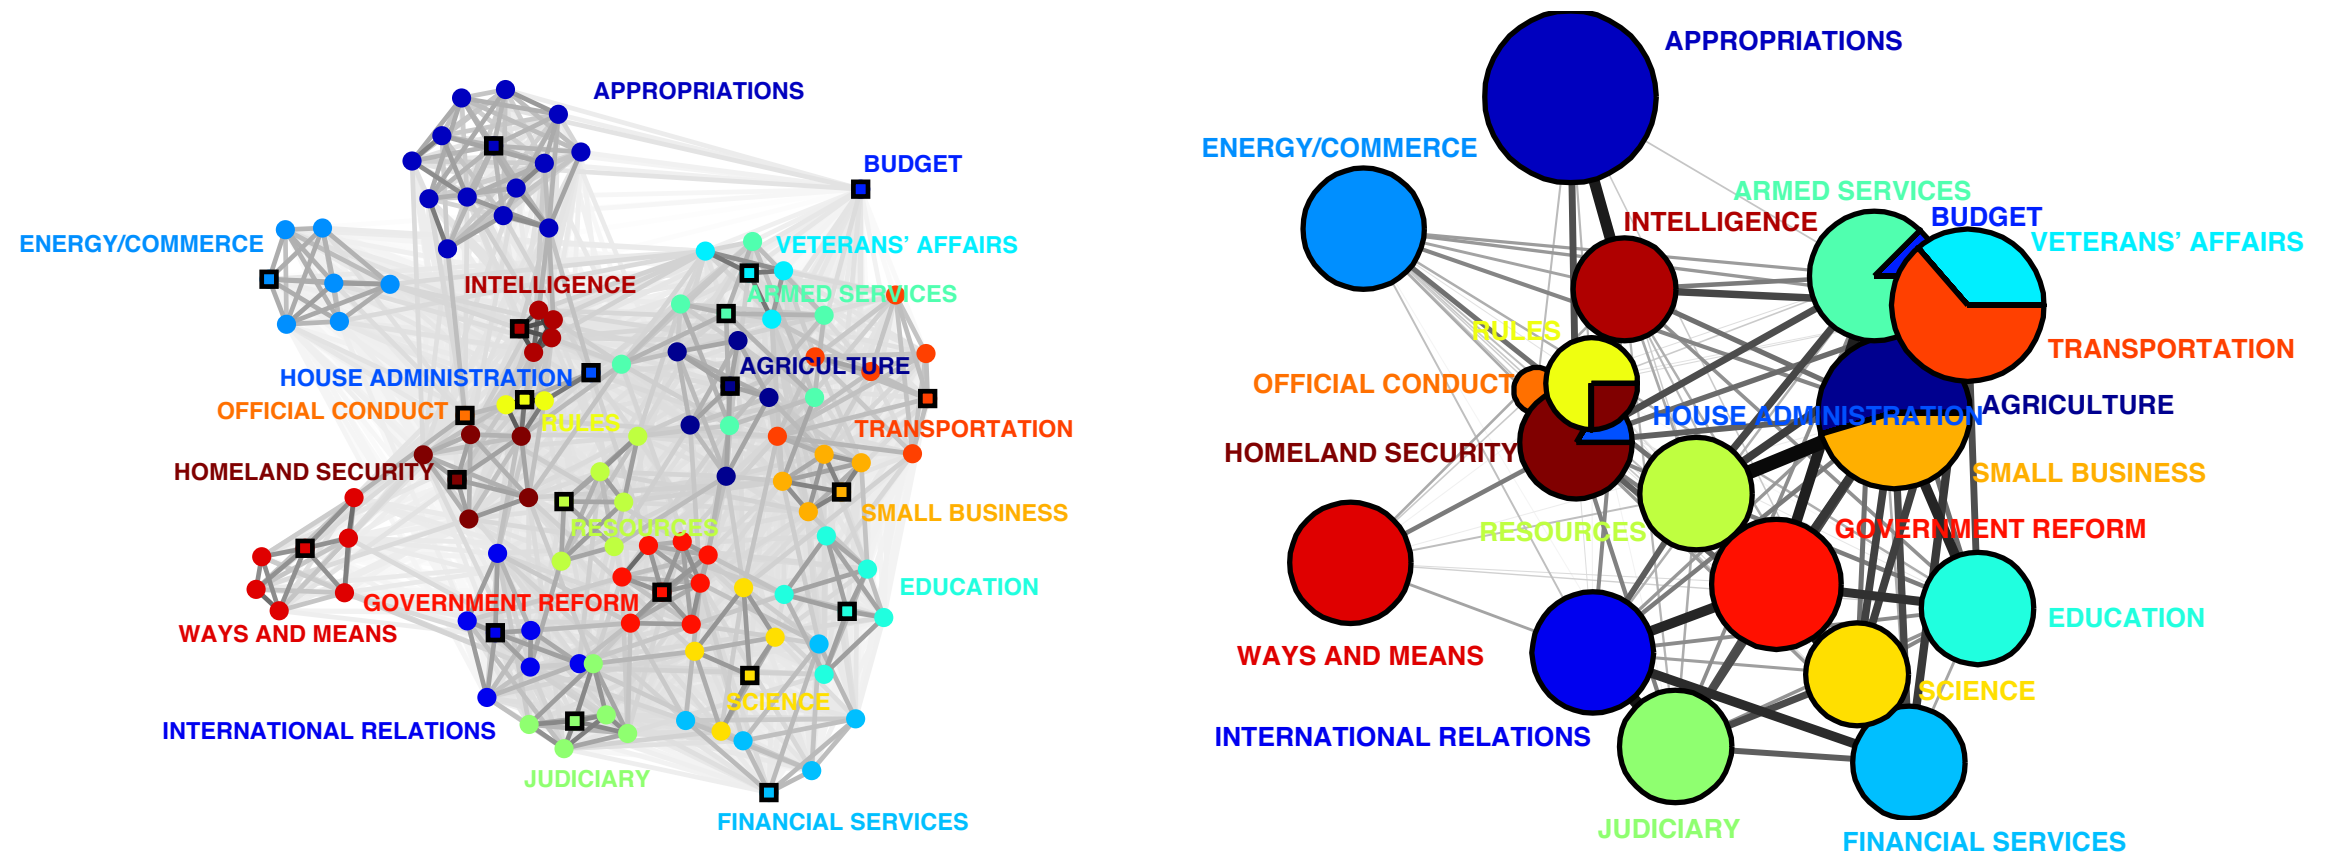 APPROPRIATIONS
BUDGET
ENERGY/COMMERCE
VETERANS' AFFAIRS
INTELLIGENCE
ARMED SERVICES
AGRICULTURE
HOUSE ADMINISTRATION
OFFICIAL CONDUCT
RULES
TRANSPORTATION
HOMELAND SECURITY
SMALL BUSINESS
RESOURCES
EDUCATION
GOVERNMENT REFORM
WAYS AND MEANS
SCIENCE
INTERNATIONAL RELATIONS
JUDICIARY
FINANCIAL SERVICES
APPROPRIATIONS
ENERGY/COMMERCE
ARMED SERVICES
BUDGET
INTELLIGENCE
VETERANS' AFFAIRS
RULES
TRANSPORTATION
OFFICIAL CONDUCT
AGRICULTURE
HOUSE ADMINISTRATION
HOMELAND SECURITY
SMALL BUSINESS
RESOURCES
GOVERNMENT REFORM
EDUCATION
WAYS AND MEANS
SCIENCE
INTERNATIONAL RELATIONS
JUDICIARY
FINANCIAL SERVICES